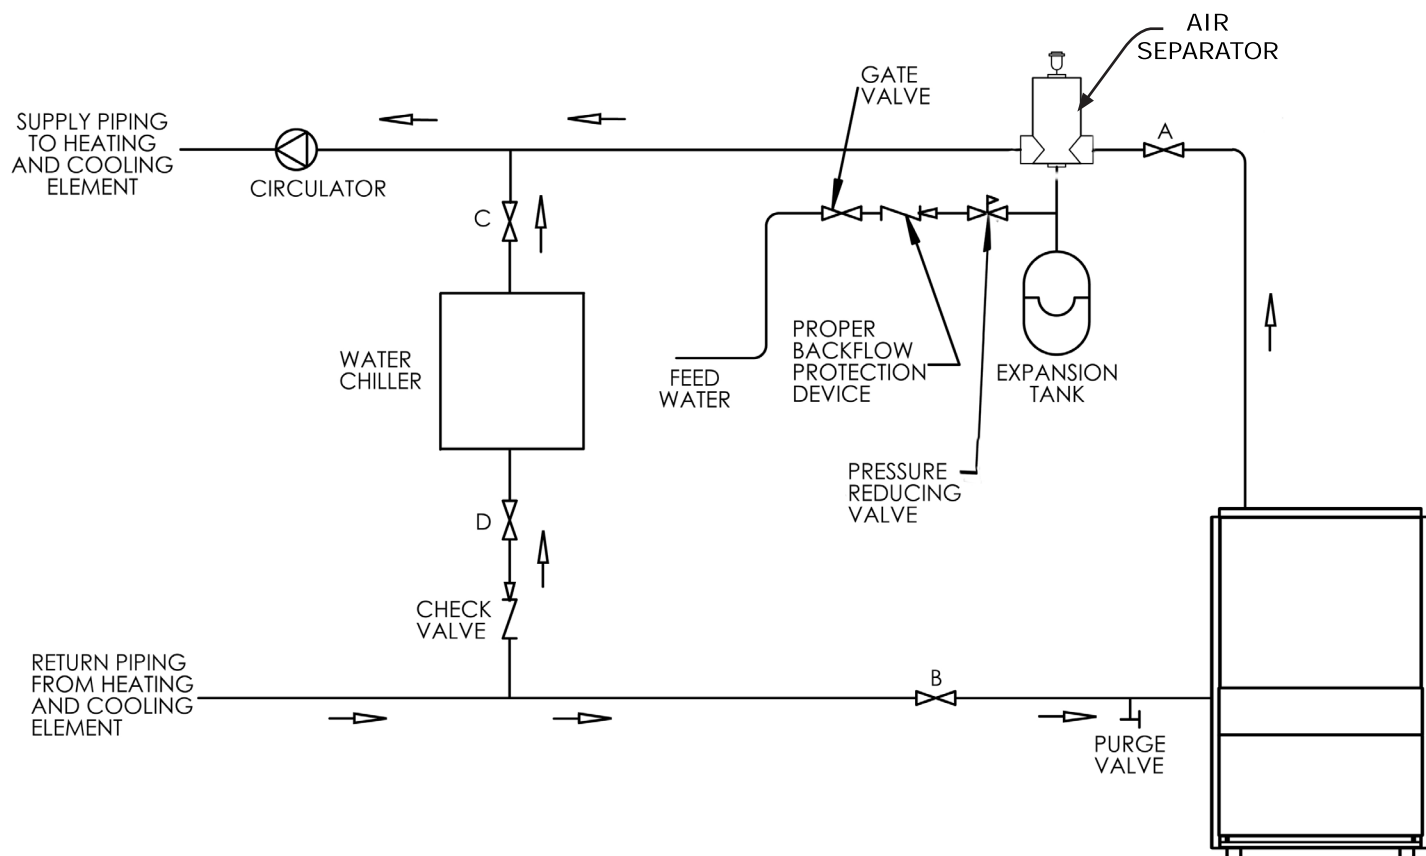 AIR
SEPARATOR
GATE
VALVE
SUPPLY PIPING
TO HEATING
AND COOLING
ELEMENT
CIRCULATOR
A
C
WATER
CHILLER
FEED
WATER
PROPER
BACKFLOW
PROTECTION
DEVICE
EXPANSION
TANK
PRESSURE
REDUCING
VALVE
D
CHECK
VALVE
RETURN PIPING
FROM HEATING
AND COOLING
ELEMENT
B
PURGE
VALVE